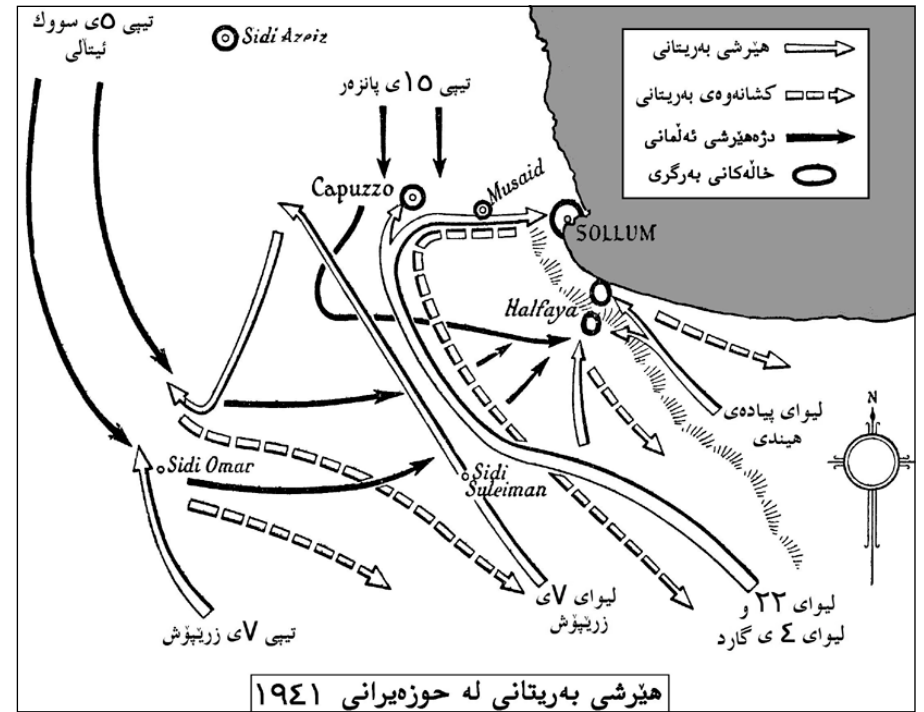 تیپی ٥ی سووك
ئیتاڵی
Sidi Azeiz
تیپی ١٥ ی پانزەر
هێرشی بەریتانی
کشانەوەی بەریتانی
دژەهێرشی ئەڵمانی
خاڵەکانی بەرگری
Capuzzo
Musaid
SOLLUM
Halfaya
لیوای پیادەی
هیندی
N
Sidi Omar
Sidi
Suleiman
تیپی ٧ی زرێپۆش
لیوای ٧ی
زرێپۆش
لیوای ٢٢ و
لیوای ٤ ی گارد
هێرشی بەریتانی لە حوزەیرانی ١٩٤١